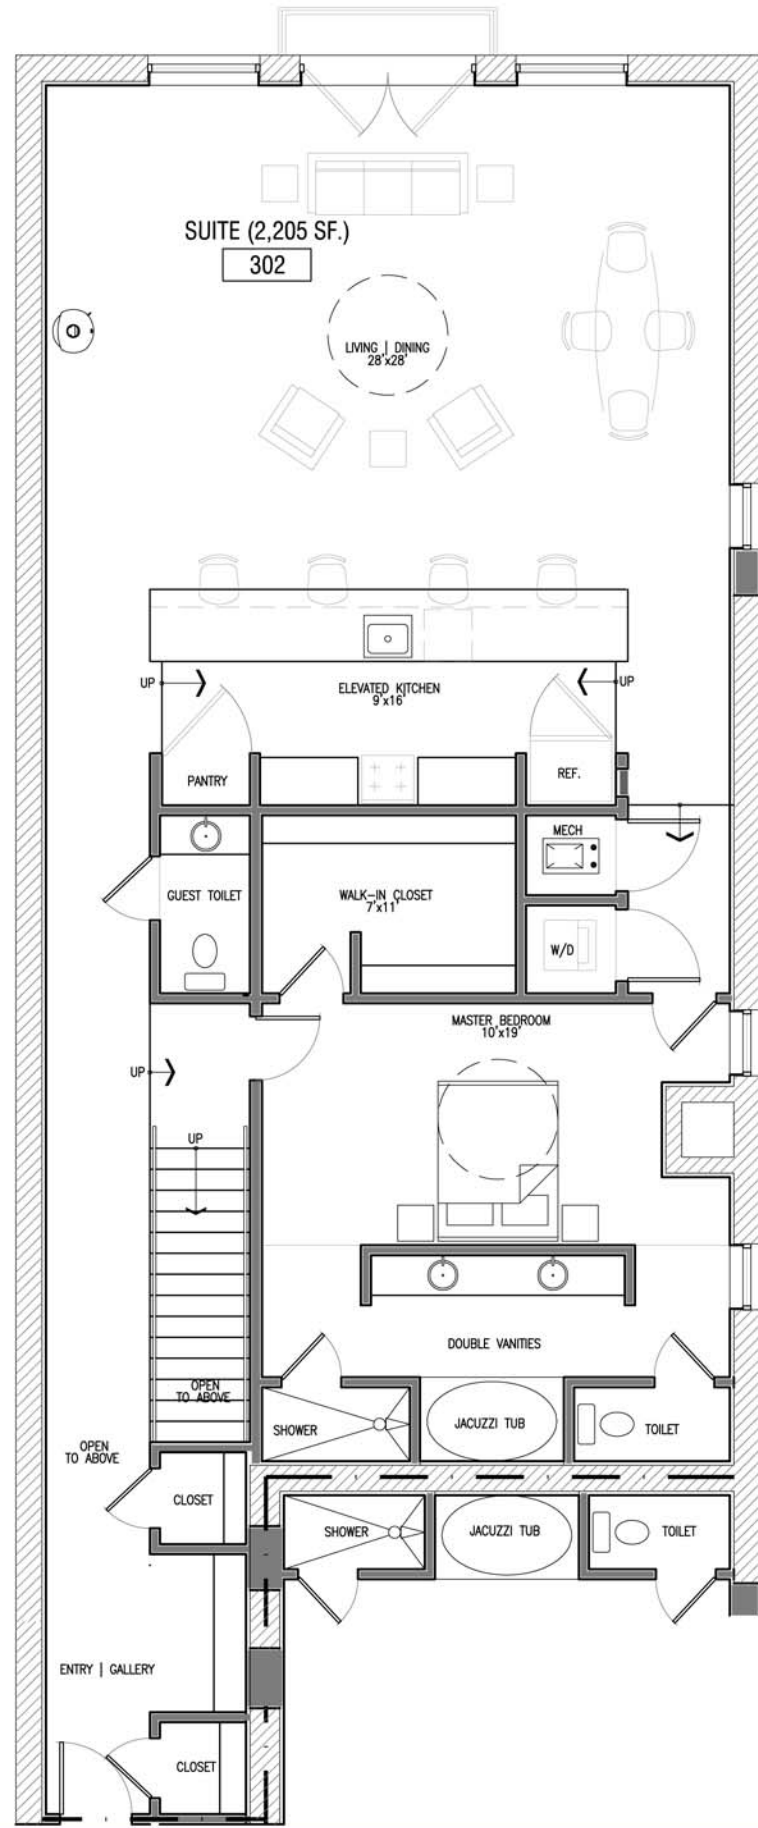 SUITE (2,205 SF.)
302
LIVING | DINING
28'x28'
UP
ELEVATED KITCHEN
9'x16'
UP
PANTRY
REF.
MECH
GUEST TOILET
WALK-IN CLOSET
7'x11'
W/D
MASTER BEDROOM
10'x19'
UP
UP
DOUBLE VANITIES
OPEN
TO ABOVE
SHOWER
JACUZZI TUB
TOILET
OPEN
TO ABOVE
CLOSET
SHOWER
JACUZZI TUB
TOILET
ENTRY | GALLERY
CLOSET